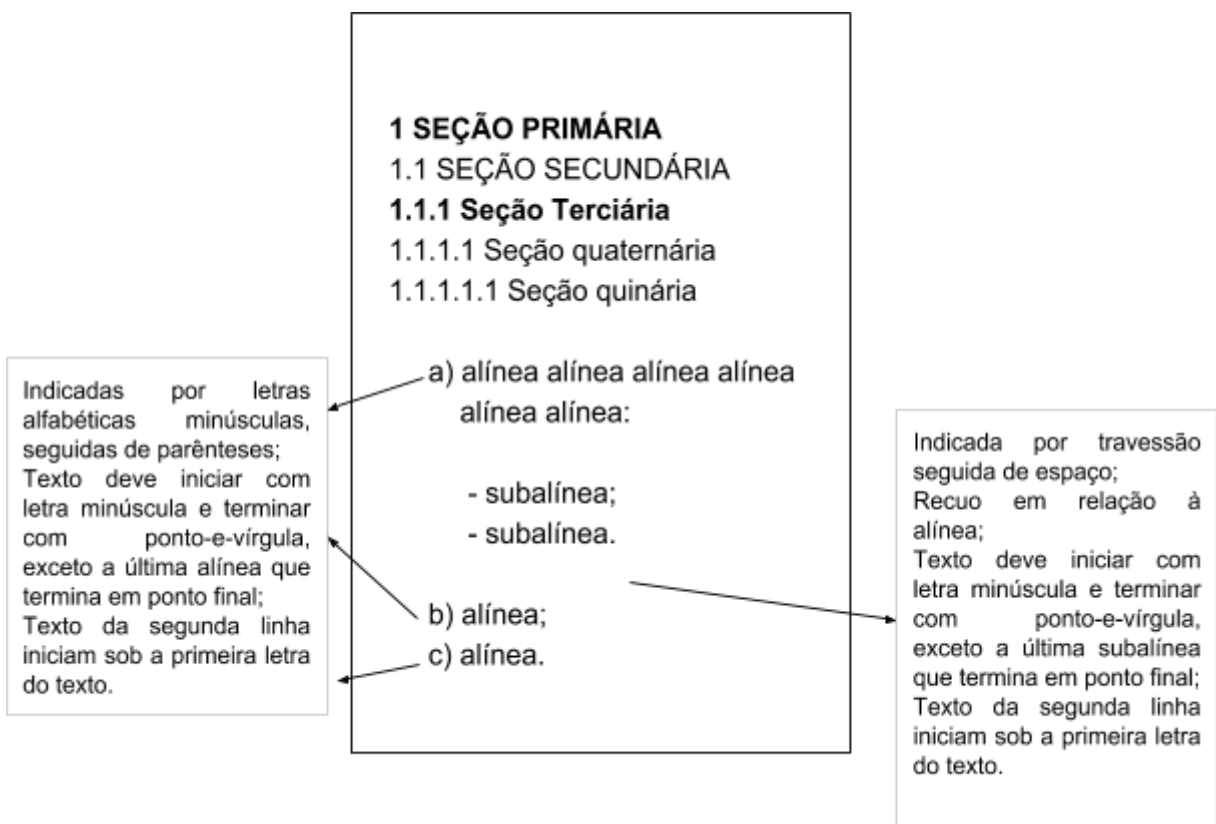 1 SEÇÃO PRIMÁRIA
1.1 SEÇÃO SECUNDÁRIA
1.1.1 Seção Terciária
1.1.1.1 Seção quaternária
1.1.1.1.1 Seção quinária
a) alínea alínea alínea alínea
alínea alínea:
- subalínea;
- subalínea.
b) alínea;
c) alínea.
Indicadas por letras
alfabéticas minúsculas,
seguidas de parênteses;
Texto deve iniciar com
letra minúscula e terminar
com ponto-e-vírgula,
exceto a última alínea que
termina em ponto final;
Texto da segunda linha
iniciam sob a primeira letra
do texto.
Indicada por travessão
seguida de espaço;
Recuo em relação à
alínea;
Texto deve iniciar com
letra minúscula e terminar
com ponto-e-vírgula,
exceto a última subalínea
que termina em ponto final;
Texto da segunda linha
iniciam sob a primeira letra
do texto.